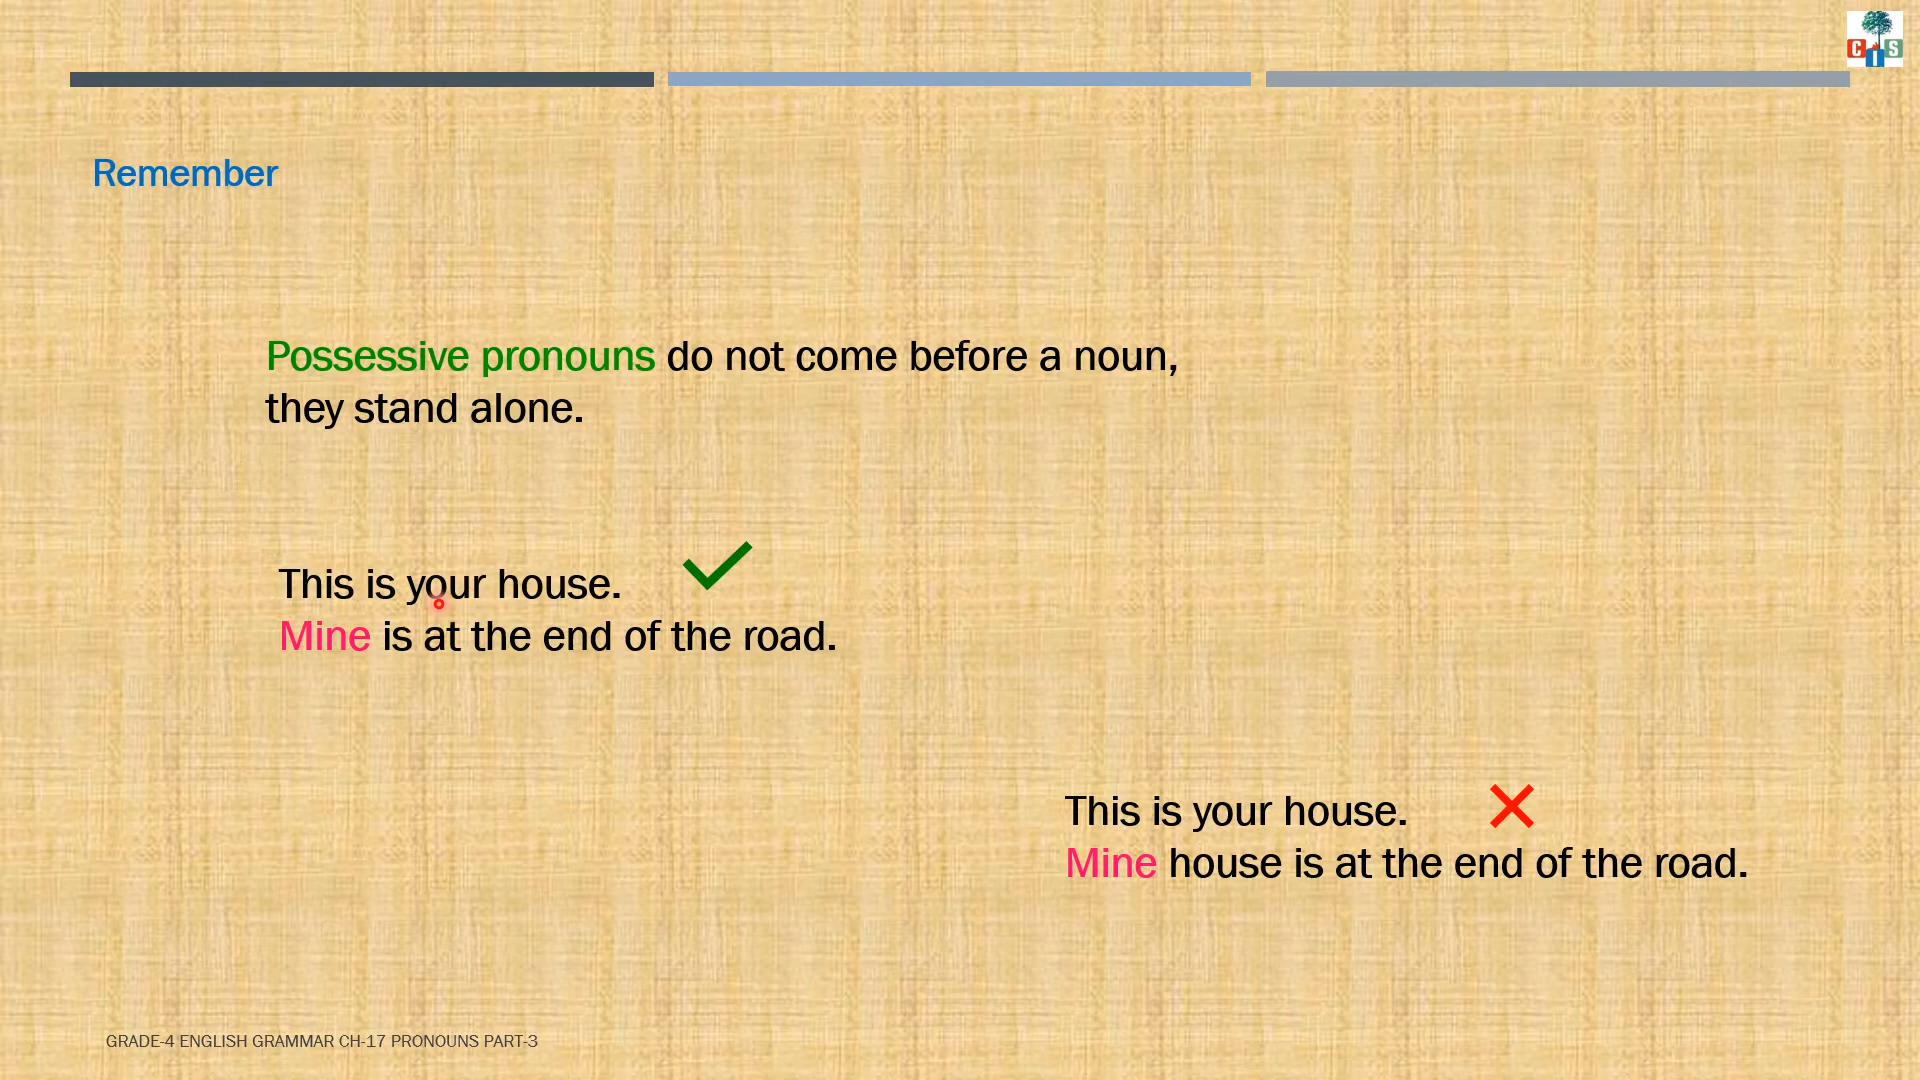 CIS
Remember
Possessive pronouns do not come before a noun,
they stand alone.
This is your house.
Mine is at the end of the road.
This is your house.
Mine house is at the end of the road.
GRADE-4 ENGLISH GRAMMAR CH-17 PRONOUNS PART-3